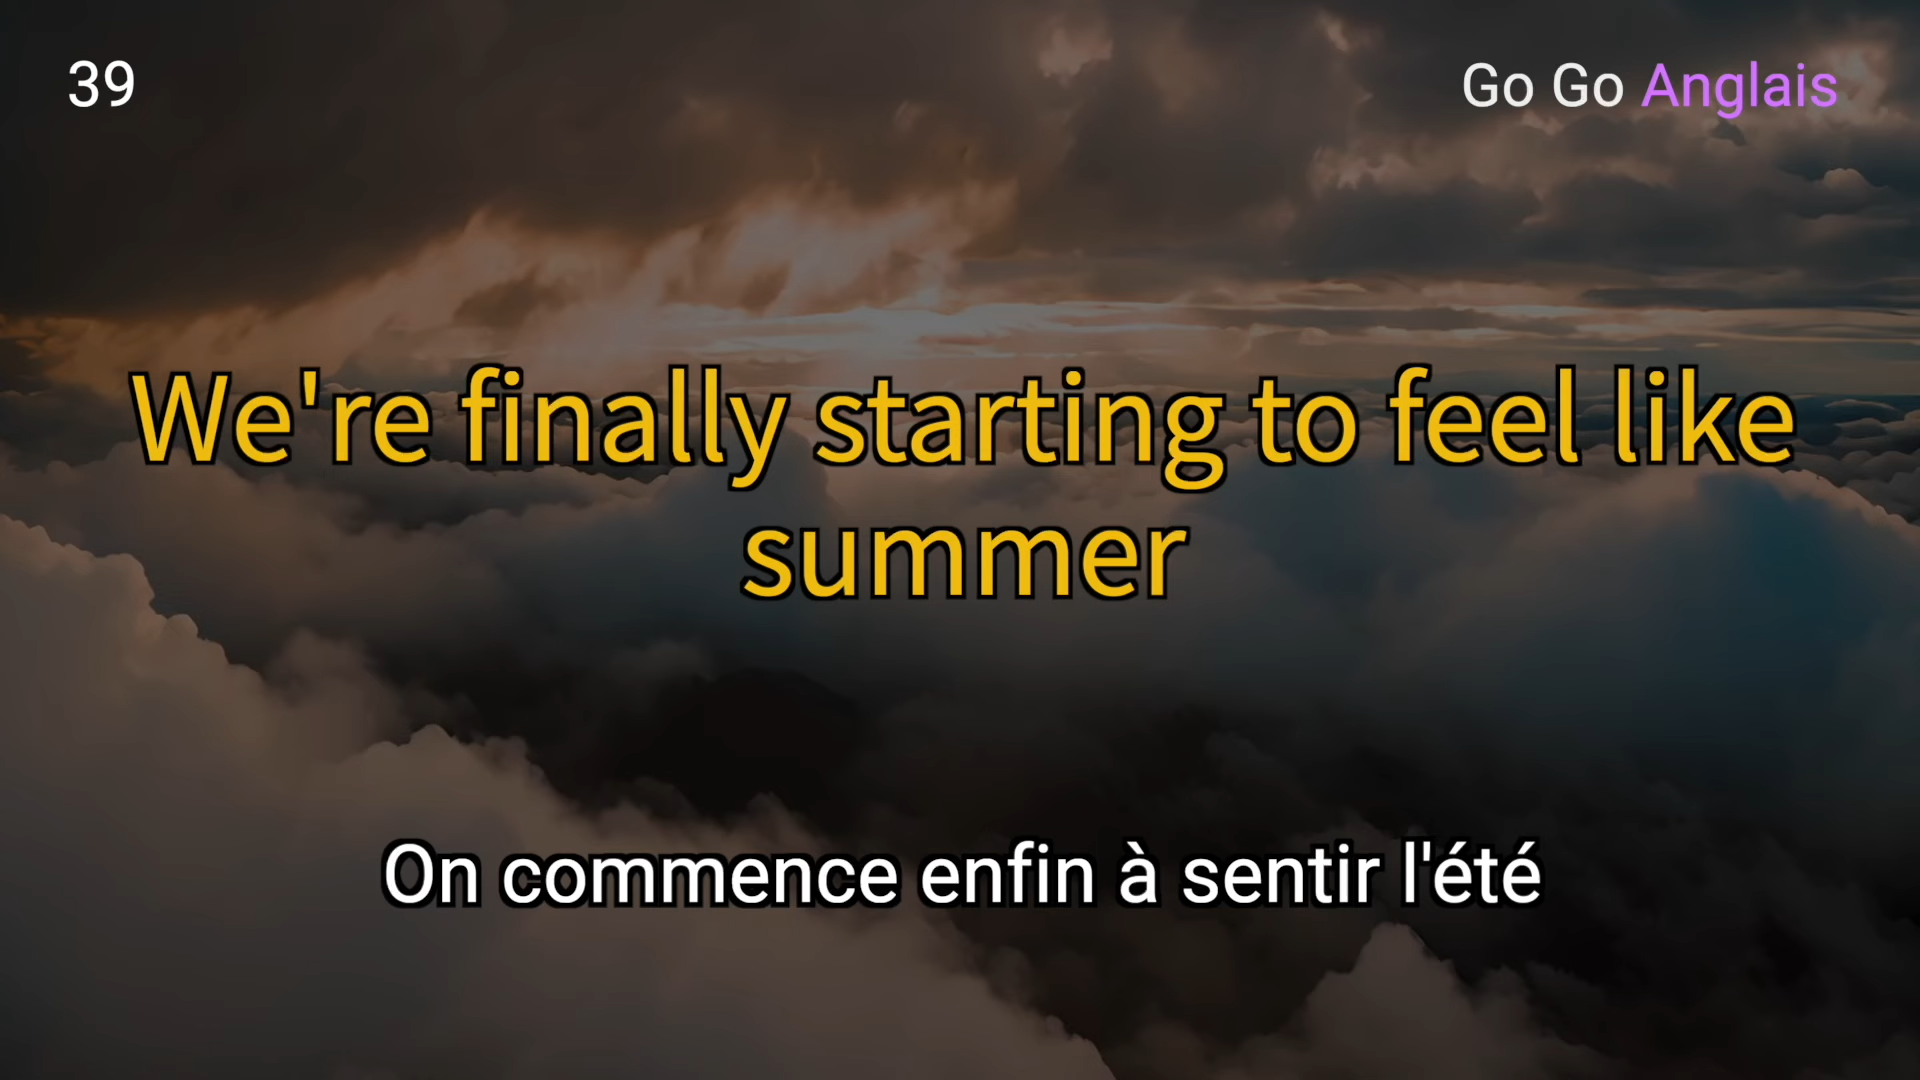 39
Go Go Anglais
We're finally starting to feel like
summer
On commence enfin à sentir l'été